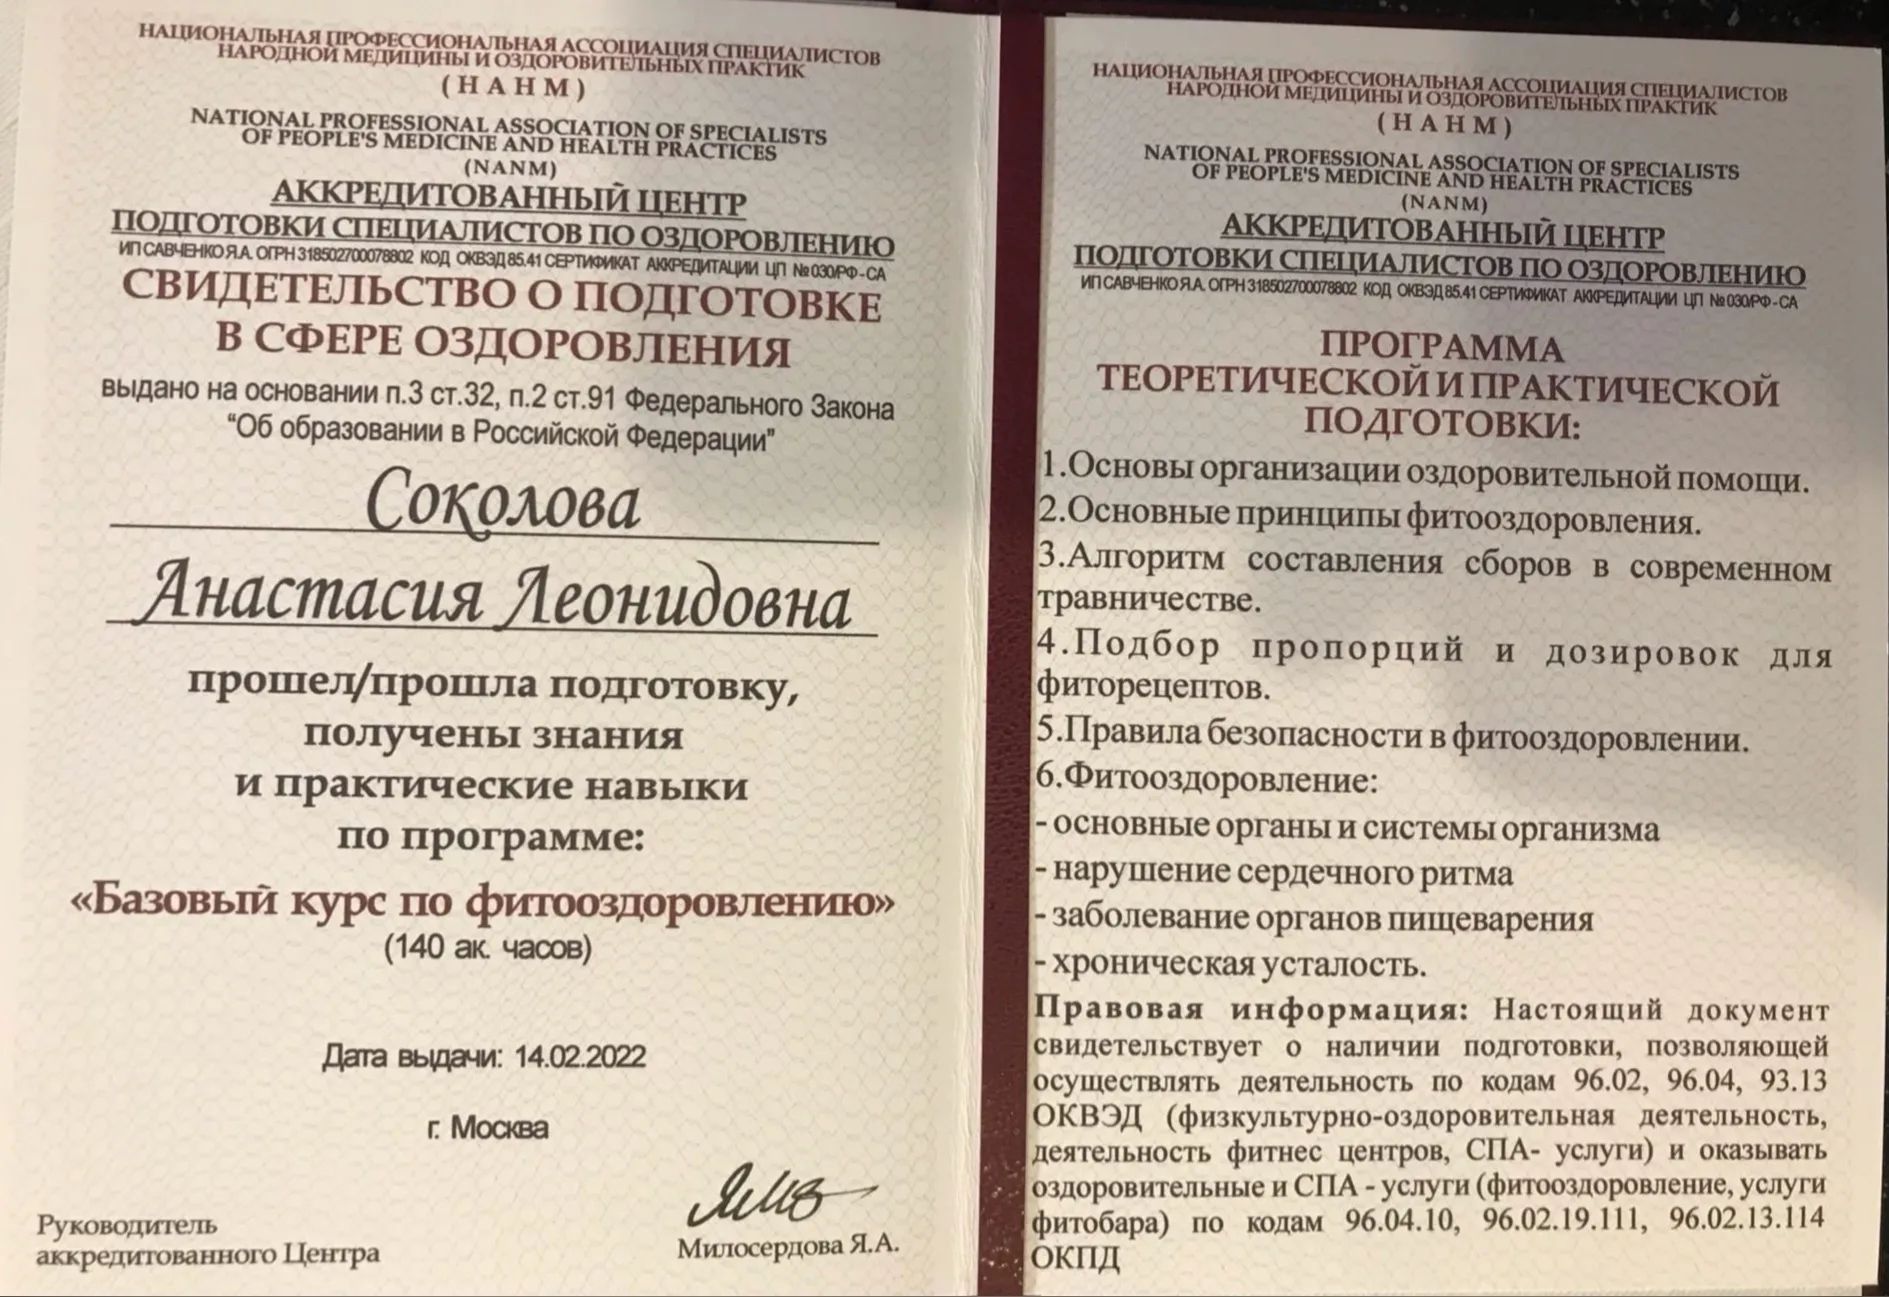 НАЦИОНАЛЬНАЯ ПРОФЕССИОНАЛЬНАЯ АССОЦИАЦИЯ СПЕЦИАЛИСТОВ
НАРОДНОЙ МЕДИЦИНЫ И ОЗДОРОВИТЕЛЬНЫХ ПРАКТИК
( Н А Н М )
NATIONAL PROFESSIONAL ASSOCIATION OF SPECIALISTS
OF PEOPLE'S MEDICINE AND HEALTH PRACTICES
(NANM)
АККРЕДИТОВАННЫЙ ЦЕНТР
ПОДГОТОВКИ СПЕЦИАЛИСТОВ ПО ОЗДОРОВЛЕНИЮ
ИП САВЧЕНКО Я.А. ОГРН 318502700078802 КОД ОКВЭД 85.41 СЕРТИФИКАТ АККРЕДИТАЦИИ ЦП №030/РФ-СА
СВИДЕТЕЛЬСТВО О ПОДГОТОВКЕ
В СФЕРЕ ОЗДОРОВЛЕНИЯ
выдано на основании п.3 ст.32, п.2 ст.91 Федерального Закона
"Об образовании в Российской Федерации"
Соколова
Анастасия Леонидовна
прошел/прошла подготовку,
получены знания
и практические навыки
по программе:
«Базовый курс по фитооздоровлению»
(140 ак. часов)
Дата выдачи: 14.02.2022
г. Москва
Руководитель
аккредитованного Центра
Милосердова Я.А.
НАЦИОНАЛЬНАЯ ПРОФЕССИОНАЛЬНАЯ АССОЦИАЦИЯ СПЕЦИАЛИСТОВ
НАРОДНОЙ МЕДИЦИНЫ И ОЗДОРОВИТЕЛЬНЫХ ПРАКТИК
( Н А Н М )
NATIONAL PROFESSIONAL ASSOCIATION OF SPECIALISTS
OF PEOPLE'S MEDICINE AND HEALTH PRACTICES
(NANM)
АККРЕДИТОВАННЫЙ ЦЕНТР
ПОДГОТОВКИ СПЕЦИАЛИСТОВ ПО ОЗДОРОВЛЕНИЮ
ИП САВЧЕНКО Я.А. ОГРН 318502700078802 КОД ОКВЭД 85.41 СЕРТИФИКАТ АККРЕДИТАЦИИ ЦП №030/РФ-СА
ПРОГРАММА
ТЕОРЕТИЧЕСКОЙ И ПРАКТИЧЕСКОЙ
ПОДГОТОВКИ:
1.Основы организации оздоровительной помощи.
2.Основные принципы фитооздоровления.
3.Алгоритм составления сборов в современном
травничестве.
4.Подбор пропорций и дозировок для
фиторецептов.
5.Правила безопасности в фитооздоровлении.
6.Фитооздоровление:
- основные органы и системы организма
- нарушение сердечного ритма
- заболевание органов пищеварения
- хроническая усталость.
Правовая информация: Настоящий документ
свидетельствует о наличии подготовки, позволяющей
осуществлять деятельность по кодам 96.02, 96.04, 93.13
ОКВЭД (физкультурно-оздоровительная деятельность,
деятельность фитнес центров, СПА- услуги) и оказывать
оздоровительные и СПА - услуги (фитооздоровление, услуги
фитобара) по кодам 96.04.10, 96.02.19.111, 96.02.13.114
ОКПД